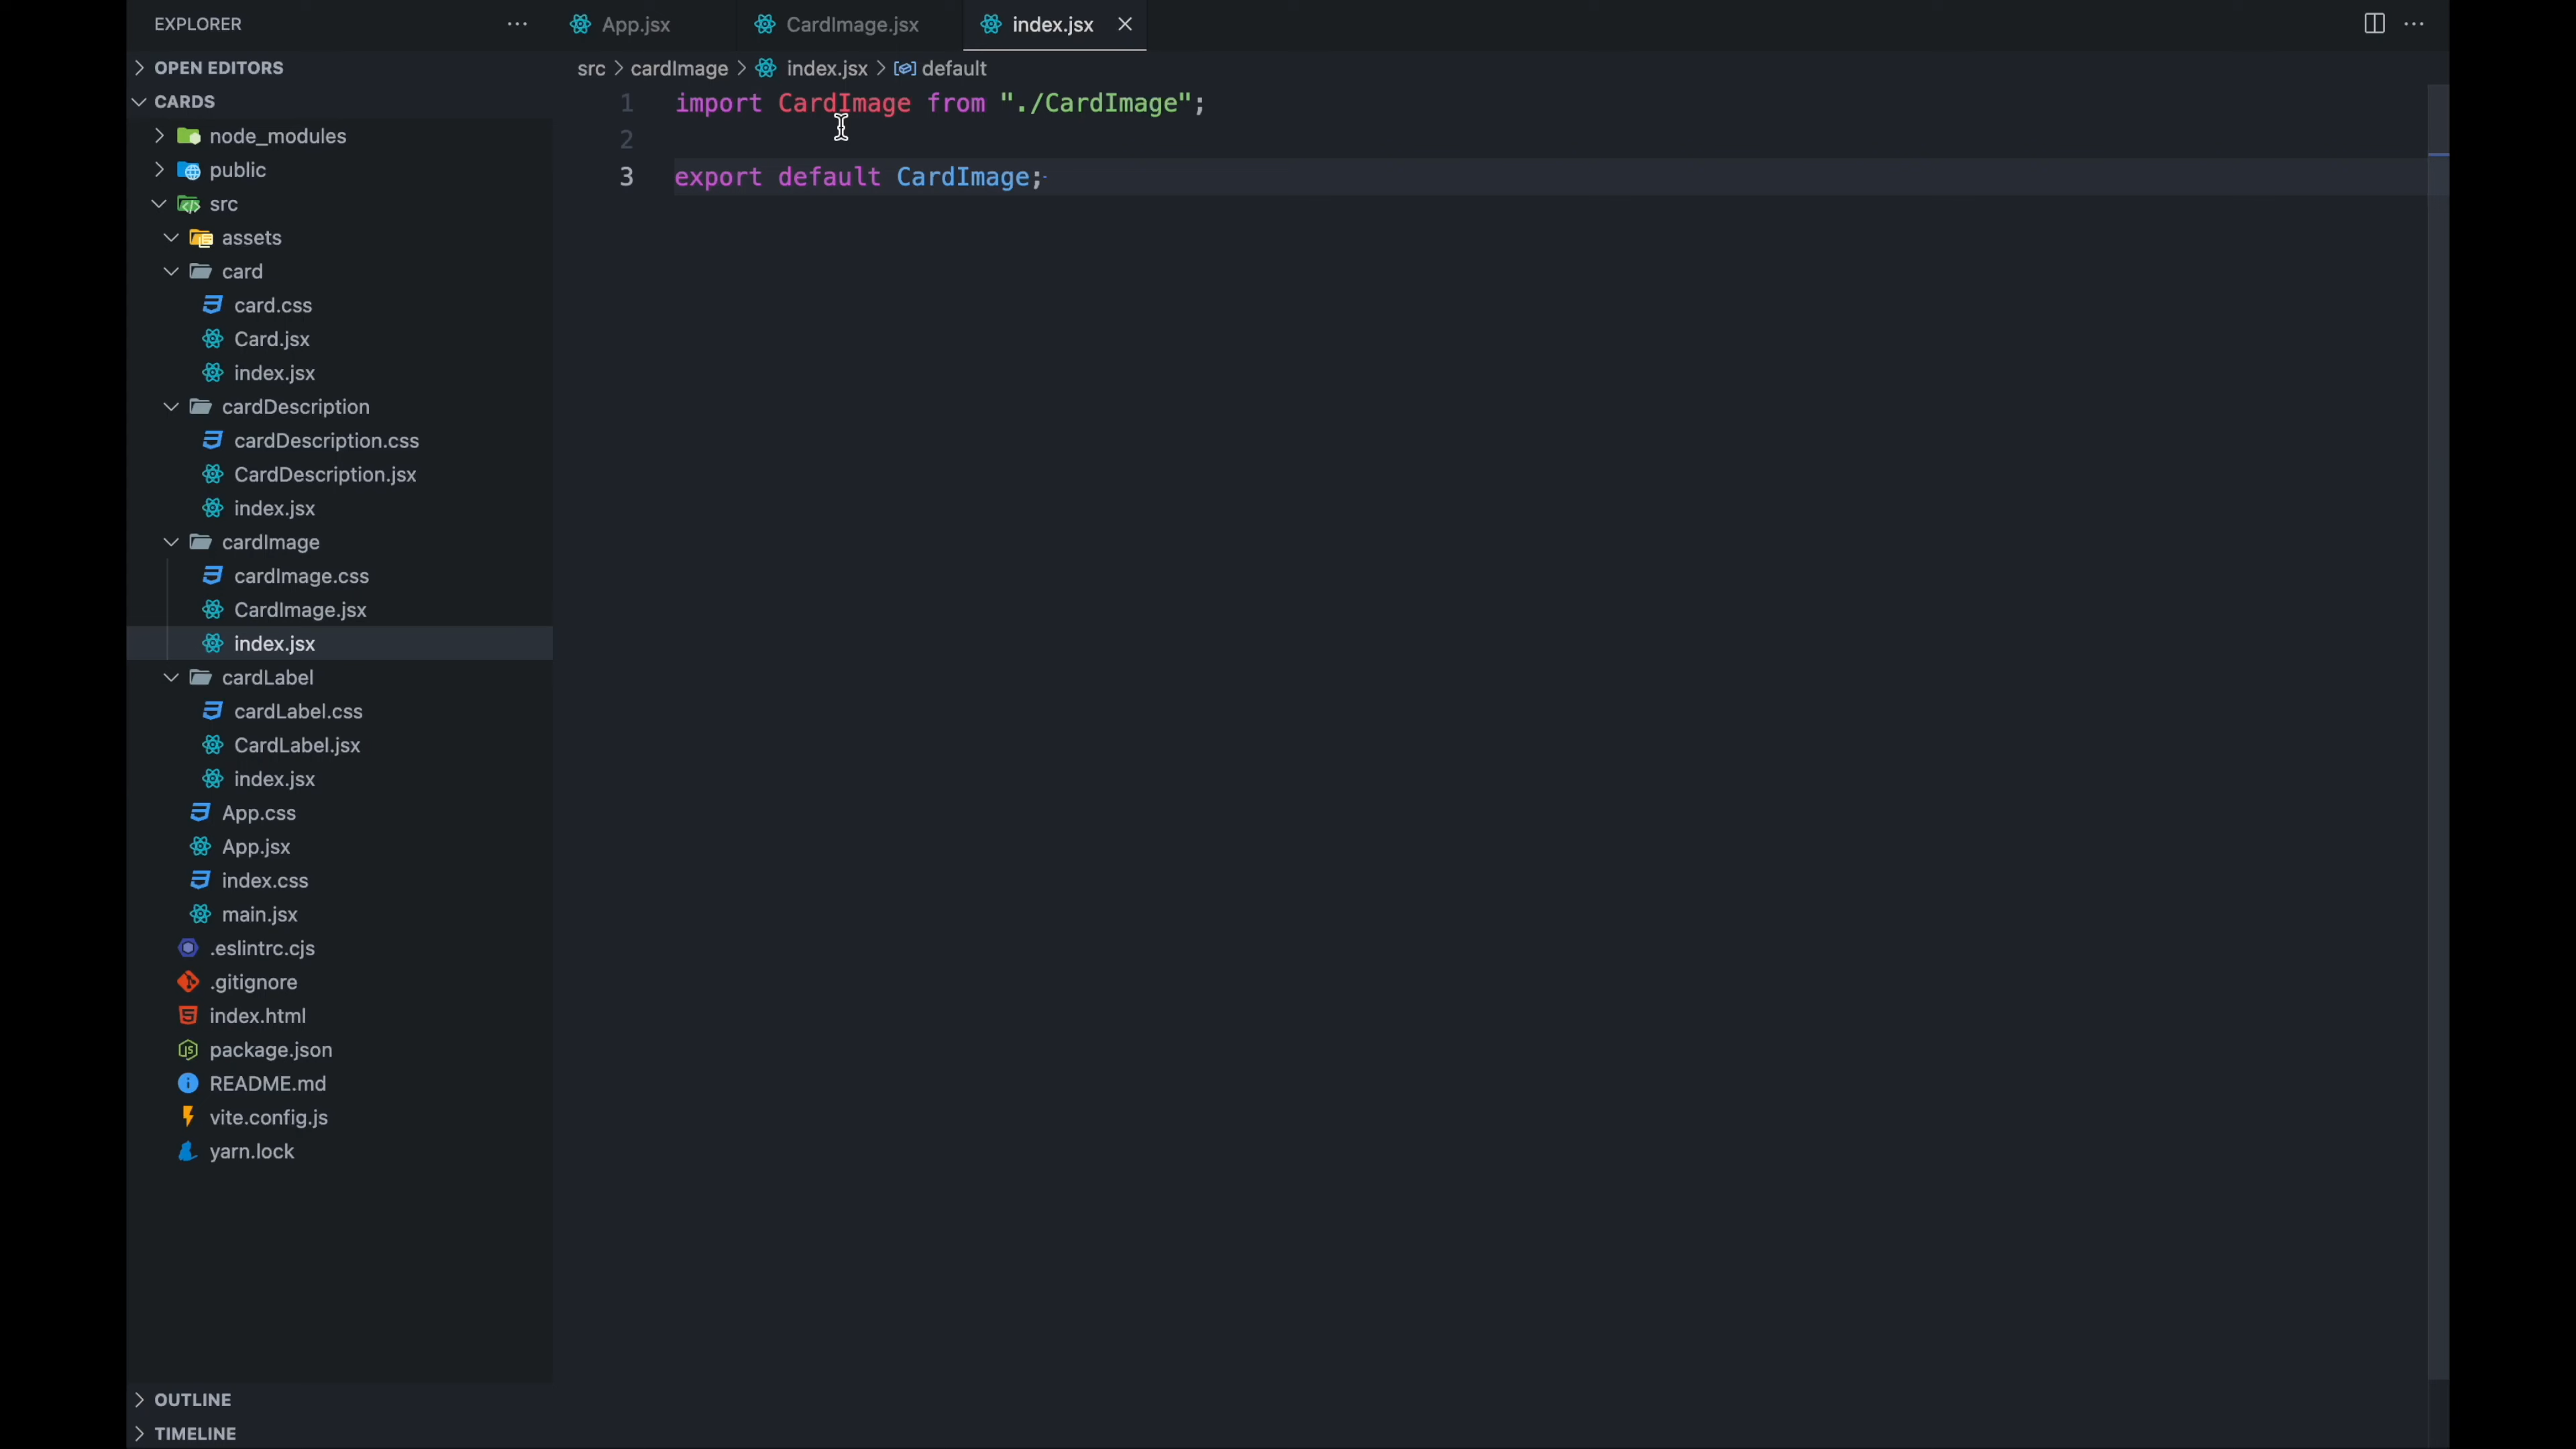 EXPLORER
OPEN EDITORS
CARDS
node_modules
public
src
assets
card
card.css
Card.jsx
index.jsx
cardDescription
cardDescription.css
CardDescription.jsx
index.jsx
cardImage
cardImage.css
CardImage.jsx
index.jsx
cardLabel
cardLabel.css
CardLabel.jsx
index.jsx
App.css
App.jsx
index.css
main.jsx
.eslintrc.cjs
.gitignore
index.html
package.json
README.md
vite.config.js
yarn.lock
OUTLINE
TIMELINE
App.jsx
CardImage.jsx
index.jsx
src > cardImage > index.jsx > default
1 import CardImage from "./CardImage";
2
3 export default CardImage;